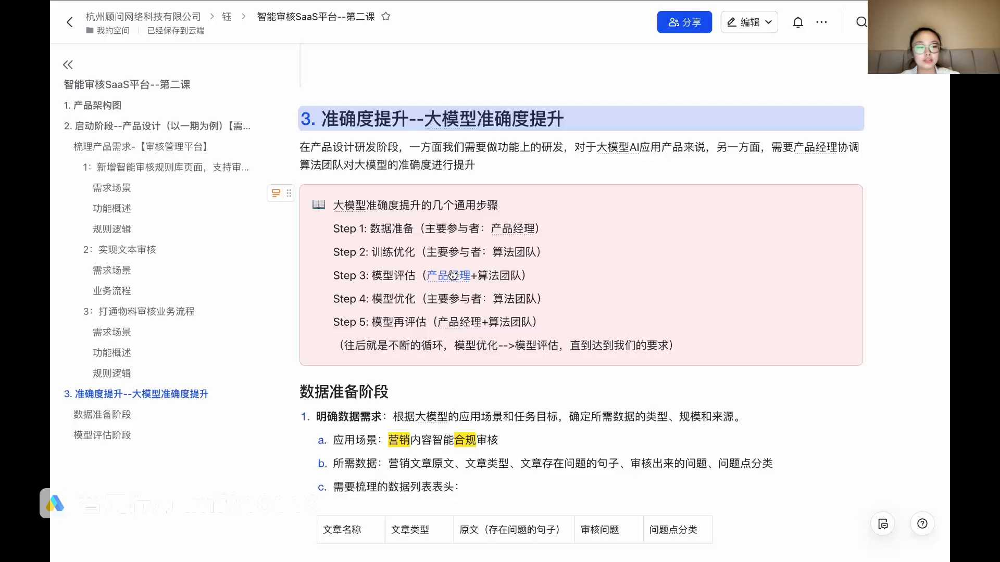 杭州顾问网络科技有限公司 > 钰 > 智能审核SaaS平台--第二课
我的空间 | 已经保存到云端
分享
编辑
智能审核SaaS平台--第二课
1. 产品架构图
2. 启动阶段--产品设计（以一期为例）【需...
梳理产品需求-【审核管理平台】
1：新增智能审核规则库页面，支持审...
需求场景
功能概述
规则逻辑
2：实现文本审核
需求场景
业务流程
3：打通物料审核业务流程
需求场景
功能概述
规则逻辑
3. 准确度提升--大模型准确度提升
数据准备阶段
模型评估阶段
3. 准确度提升--大模型准确度提升
在产品设计研发阶段，一方面我们需要做功能上的研发，对于大模型AI应用产品来说，另一方面，需要产品经理协调
算法团队对大模型的准确度进行提升
大模型准确度提升的几个通用步骤
Step 1: 数据准备（主要参与者：产品经理）
Step 2: 训练优化（主要参与者：算法团队）
Step 3: 模型评估（产品经理+算法团队）
Step 4: 模型优化（主要参与者：算法团队）
Step 5: 模型再评估（产品经理+算法团队）
（往后就是不断的循环，模型优化-->模型评估，直到达到我们的要求）
数据准备阶段
1. 明确数据需求：根据大模型的应用场景和任务目标，确定所需数据的类型、规模和来源。
a. 应用场景：营销内容智能合规审核
b. 所需数据：营销文章原文、文章类型、文章存在问题的句子、审核出来的问题、问题点分类
c. 需要梳理的数据列表表头：
文章名称 文章类型 原文（存在问题的句子） 审核问题 问题点分类